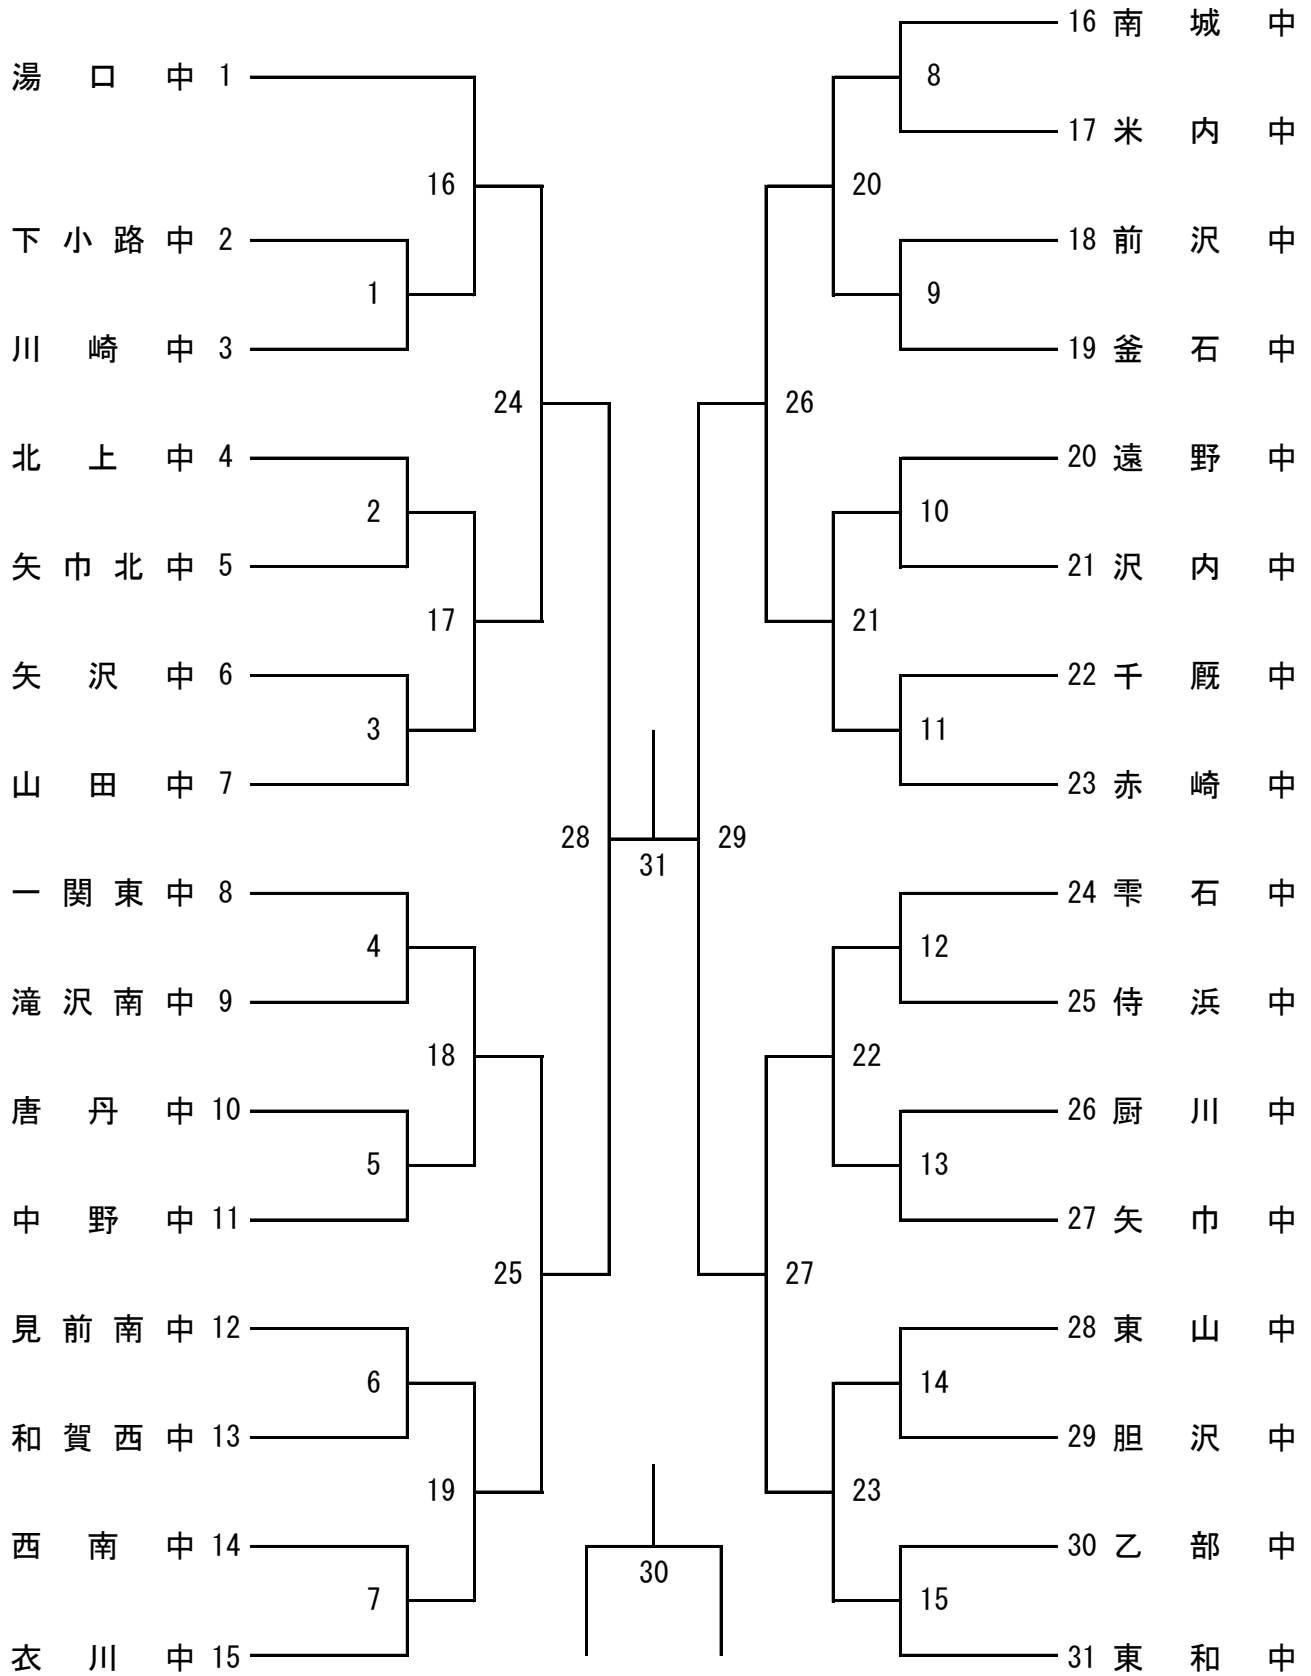 16 南城中
湯口中 1
8
17 米内中
16
20
下小路中 2
18 前沢中
1
9
川崎中 3
19 釜石中
24
26
北上中 4
20 遠野中
2
10
矢巾北中 5
21 沢内中
17
21
矢沢中 6
22 千厩中
3
11
山田中 7
23 赤崎中
28
29
31
一関東中 8
24 雫石中
4
12
滝沢南中 9
25 侍浜中
18
22
唐丹中 10
26 厨川中
5
13
中野中 11
27 矢巾中
25
27
見前南中 12
28 東山中
6
14
和賀西中 13
29 胆沢中
19
23
西南中 14
30 乙部中
30
7
15
衣川中 15
31 東和中